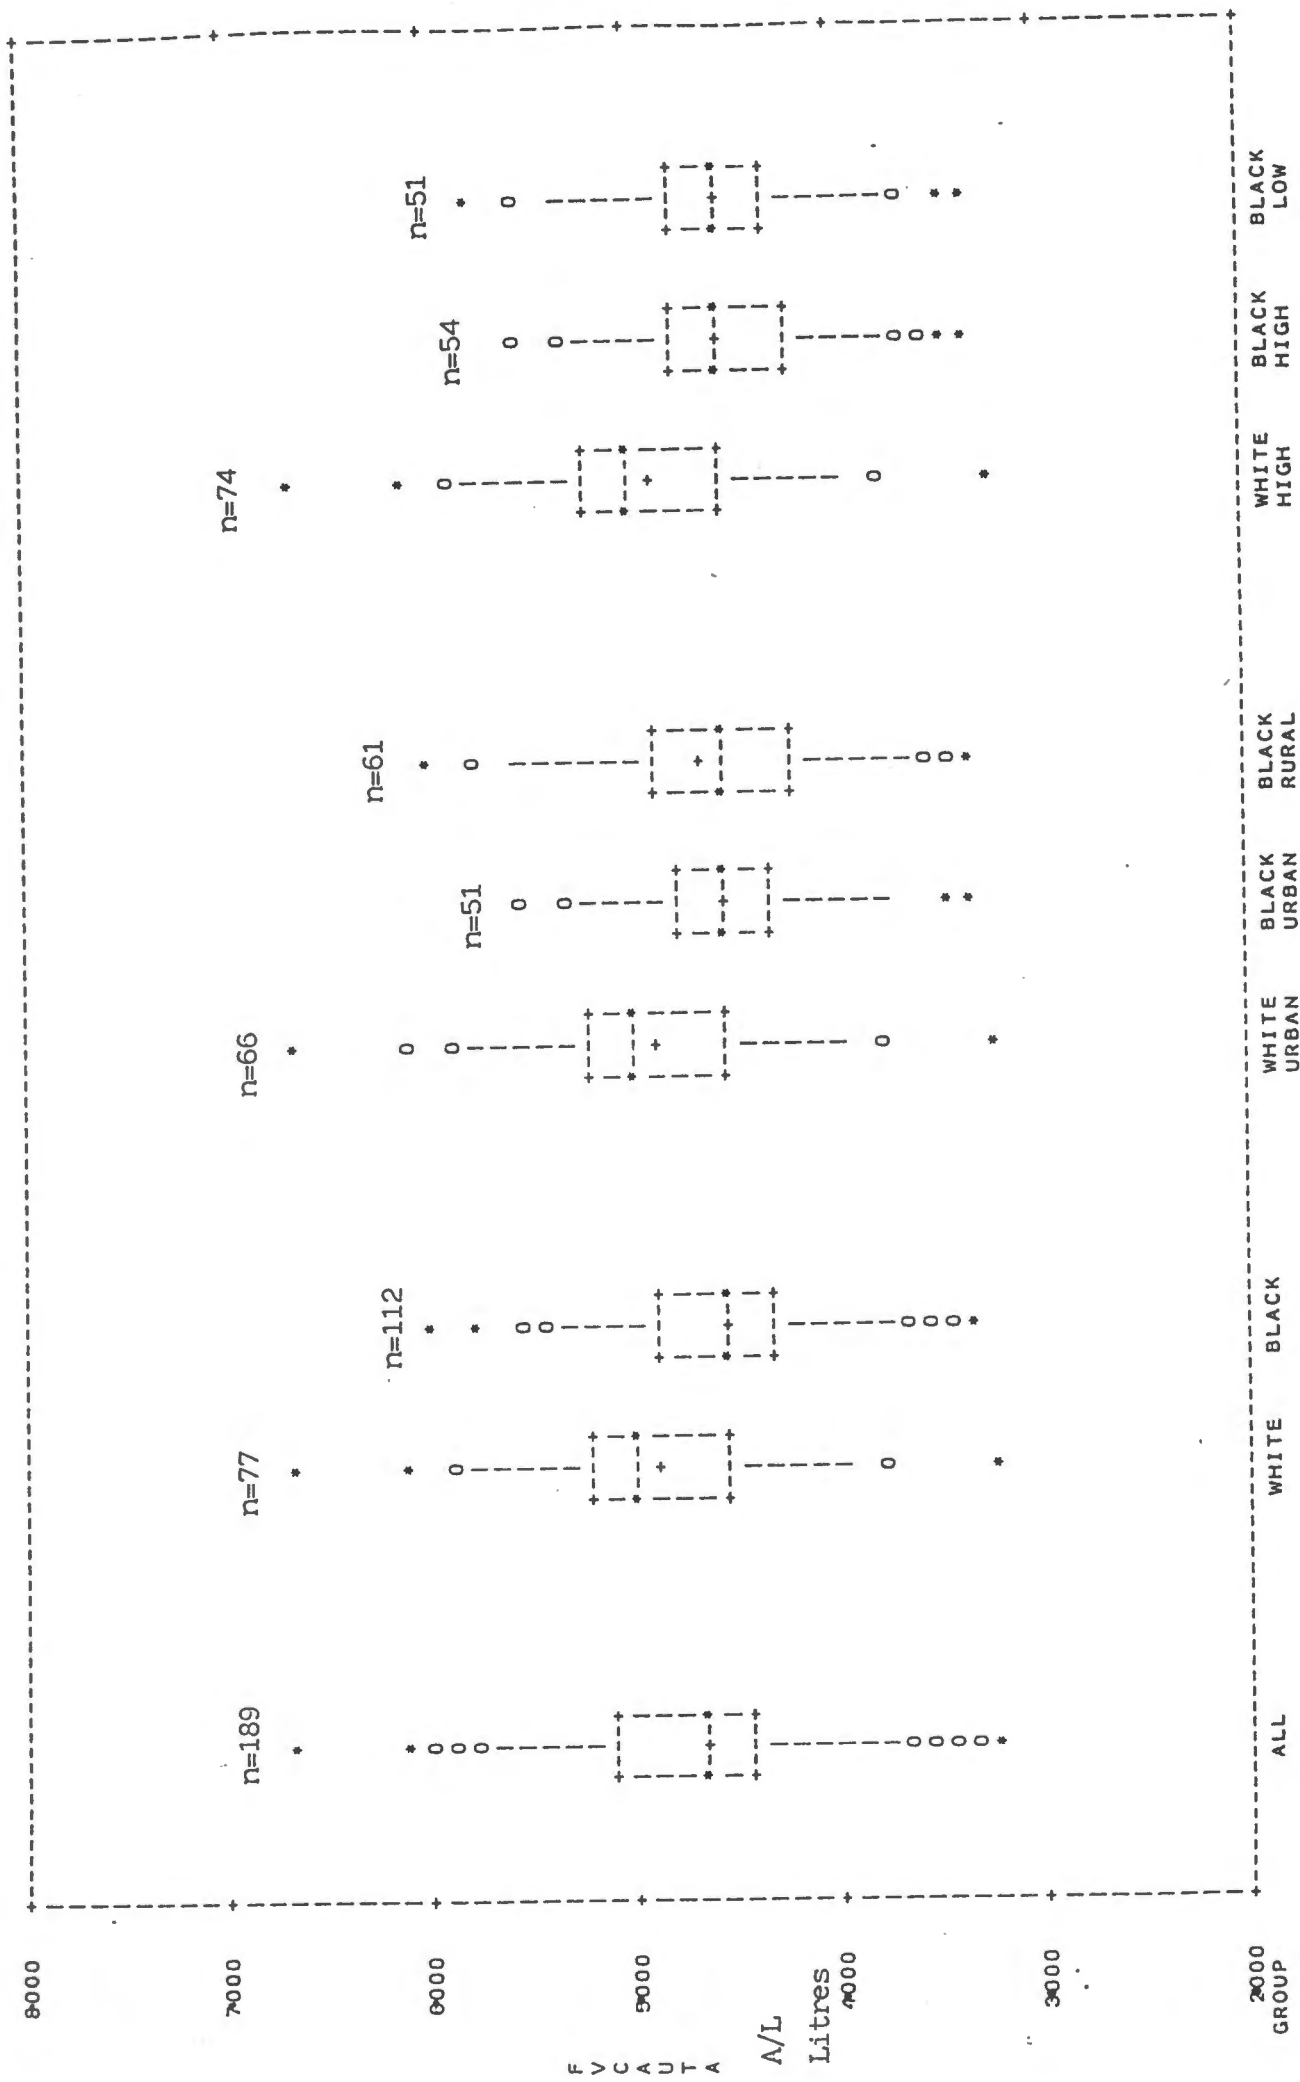 n=189
n=77
n=112
n=66
n=51
n=61
n=74
n=54
n=51
8000
7000
6000
5000
4000
3000
2000
FVCAUTA
A/L
Litres
GROUP
ALL
WHITE
BLACK
WHITE URBAN
BLACK URBAN
BLACK RURAL
WHITE HIGH
BLACK HIGH
BLACK LOW